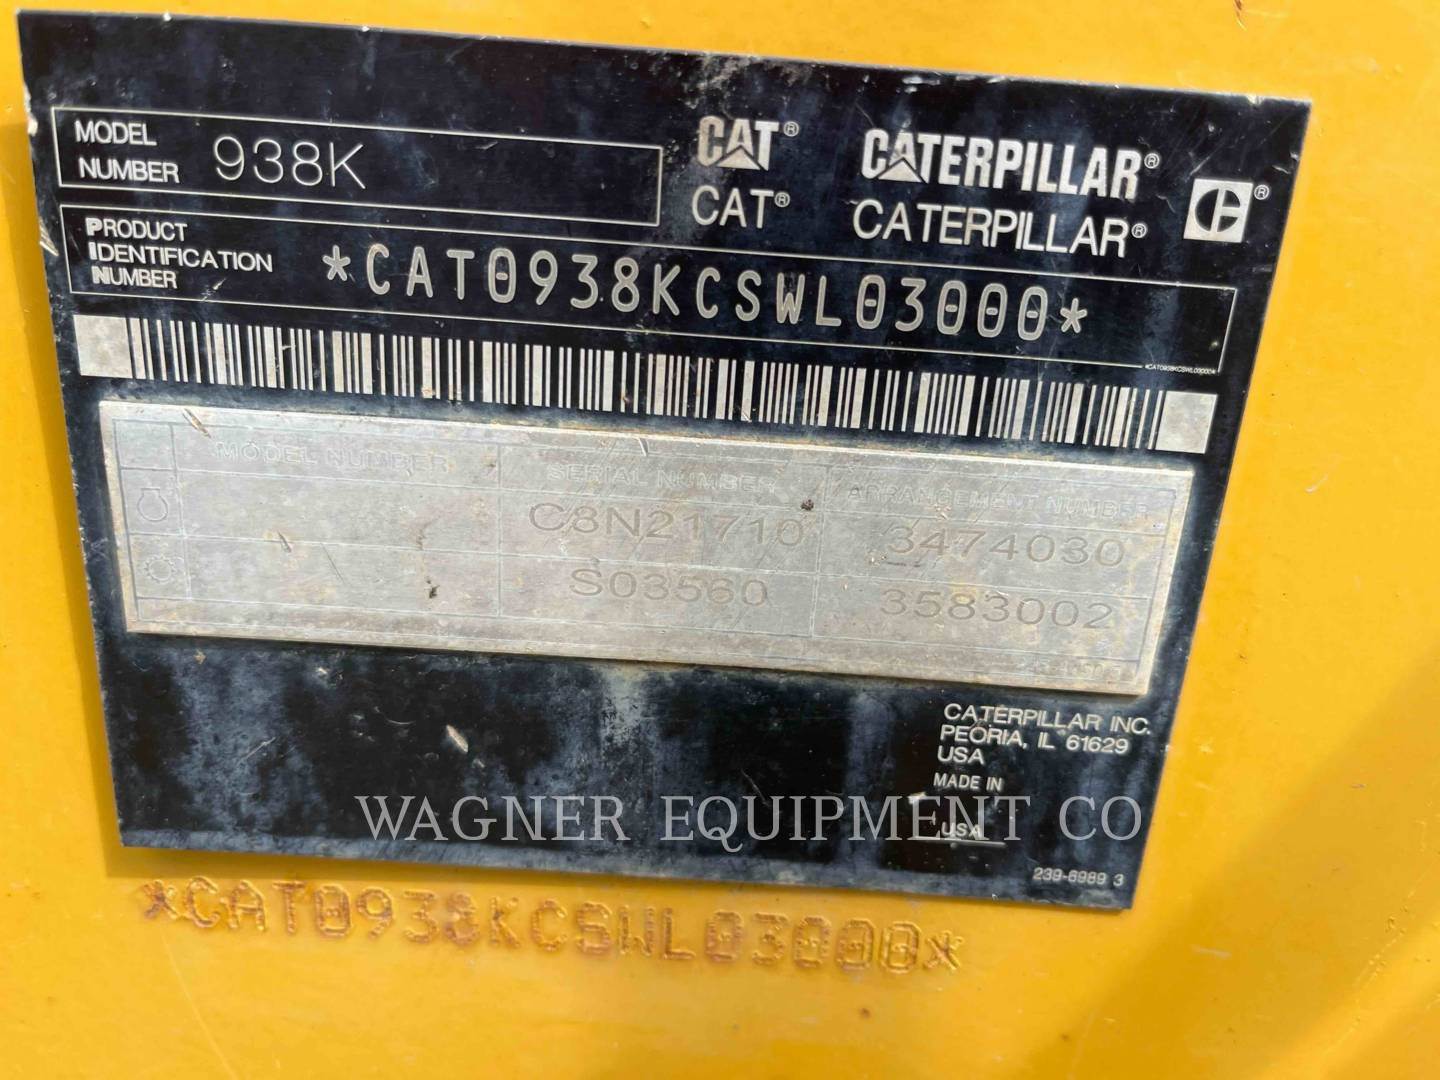 MODEL
NUMBER 938K
CAT® CATERPILLAR®
CAT® CATERPILLAR®
PRODUCT
IDENTIFICATION
NUMBER
*CAT0938KCSWL03000*
*CAT0938KCSWL03000*
MODEL NUMBER SERIAL NUMBER ARRANGEMENT NUMBER
C8N21710 3474030
S03560 3583002
CATERPILLAR INC.
PEORIA, IL 61629
USA
MADE IN
USA
WAGNER EQUIPMENT CO
239-6989 3
*CAT0938KCSWL03000*